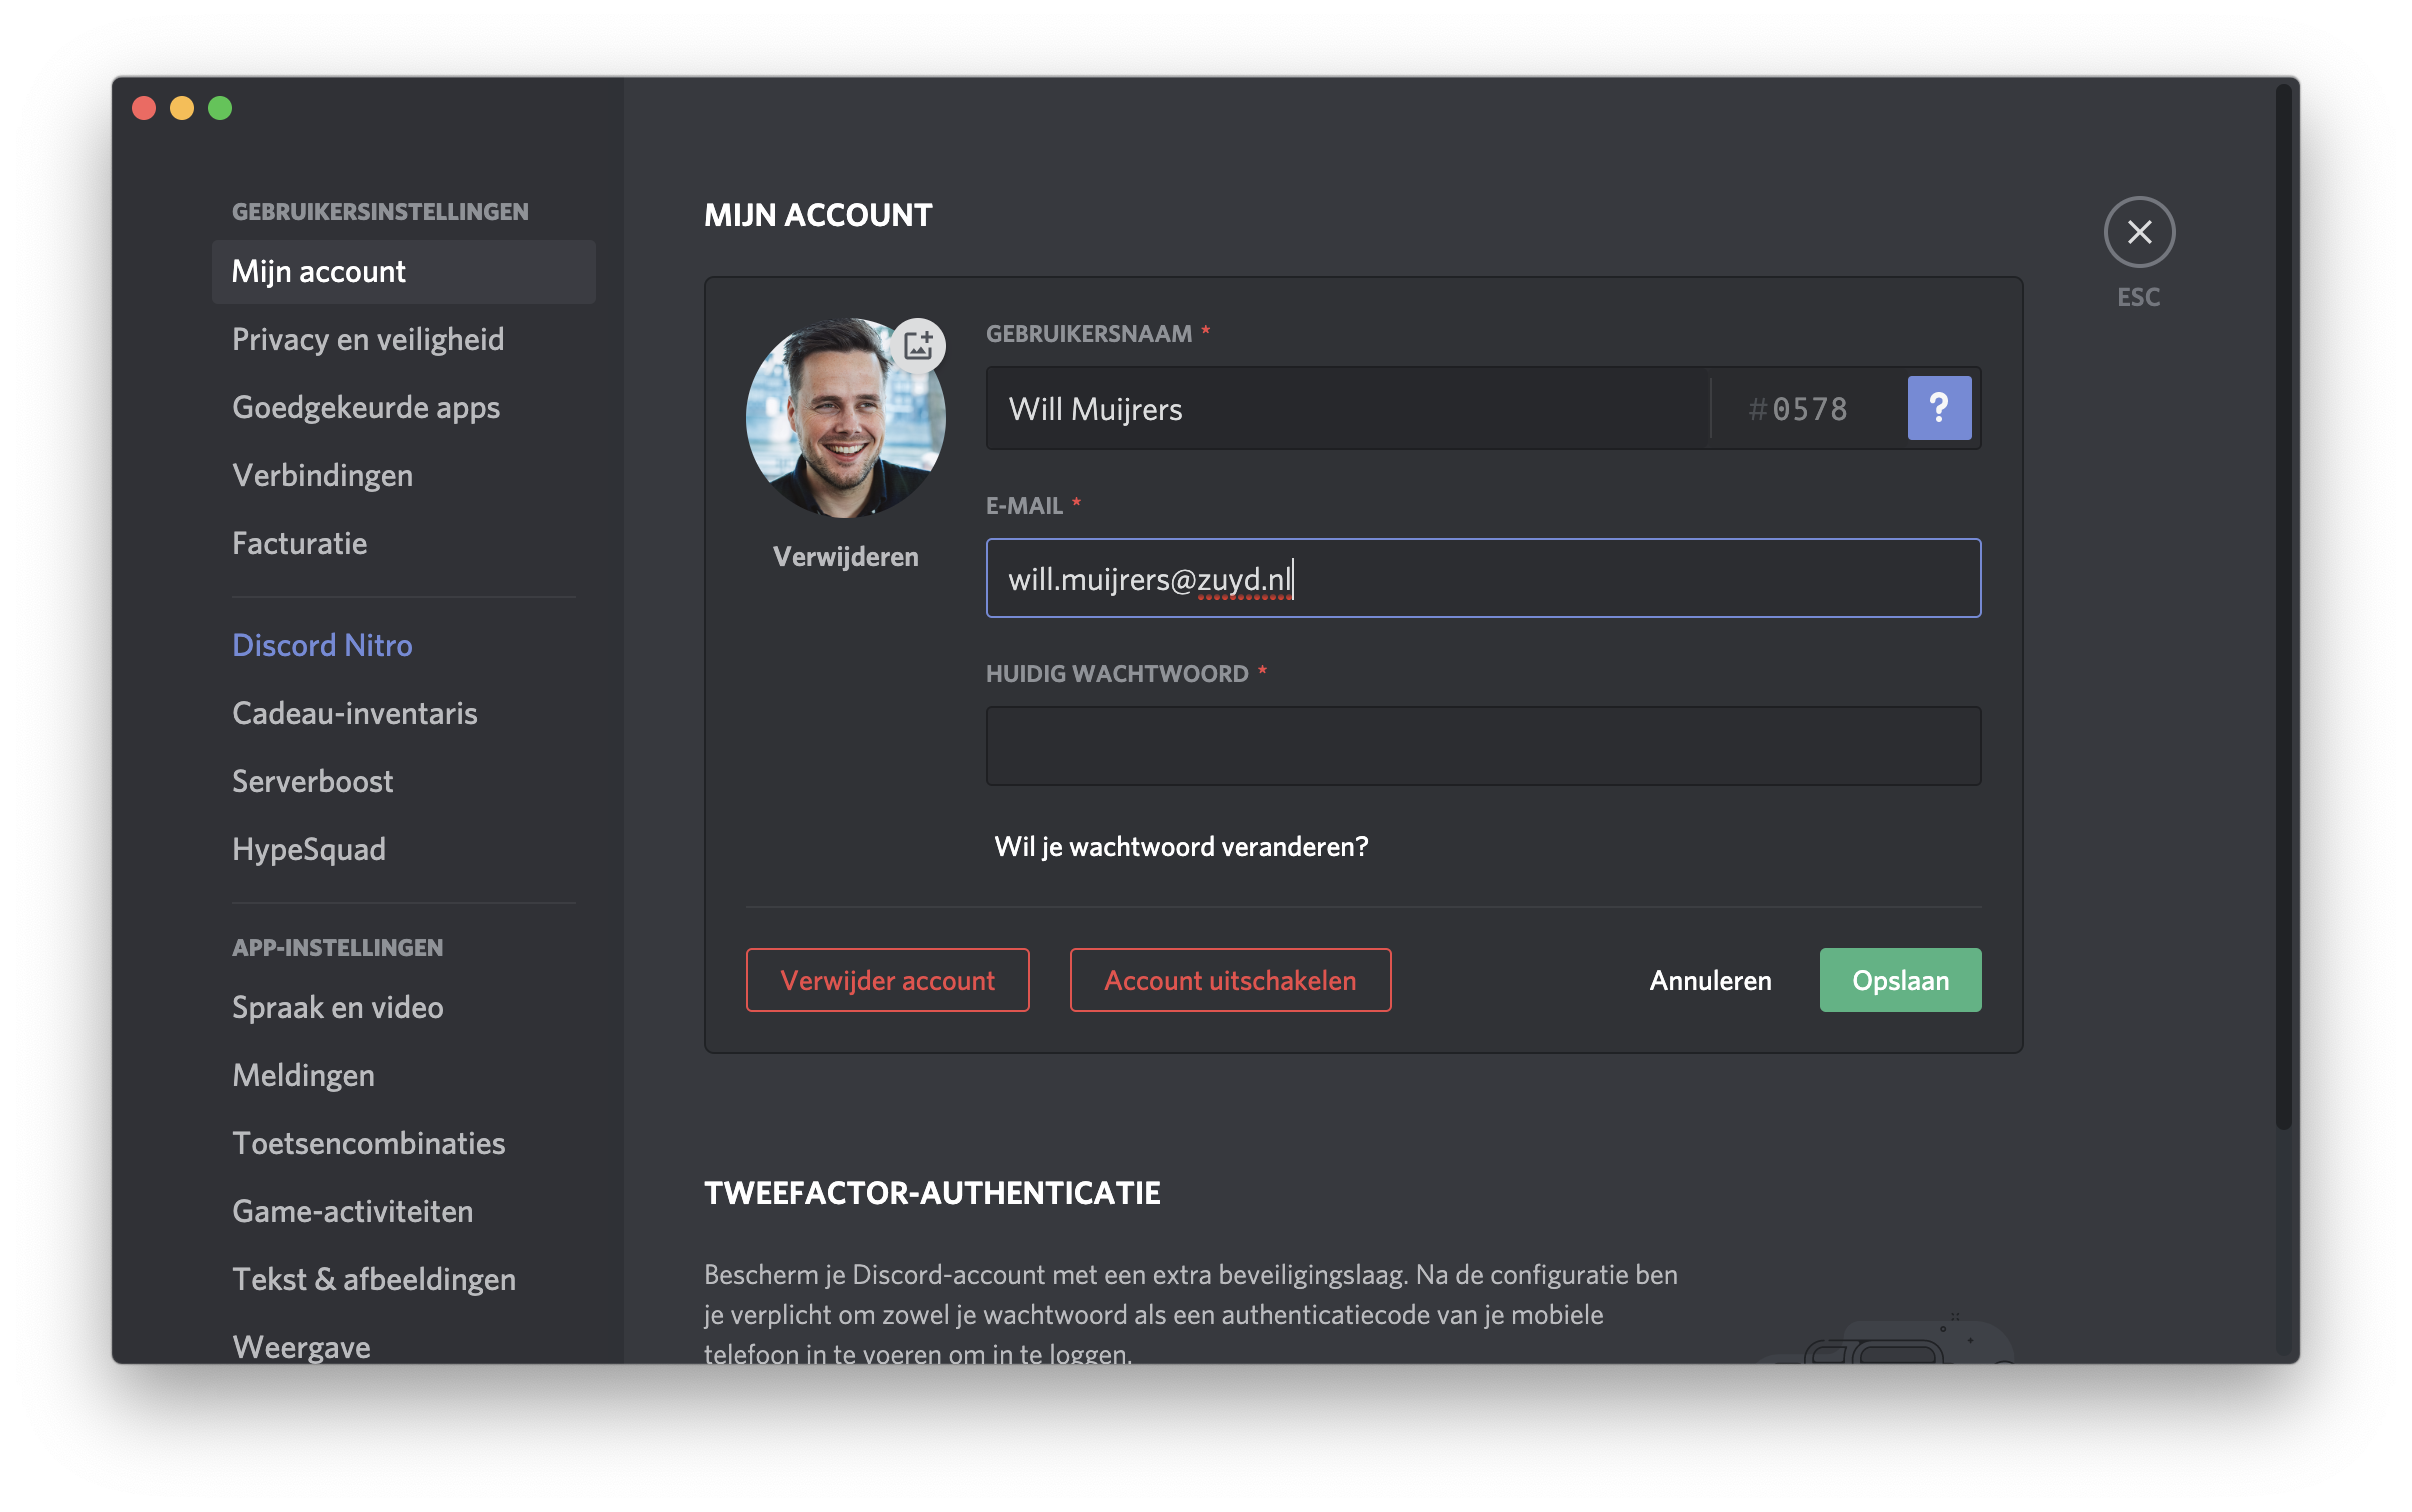 GEBRUIKERSINSTELLINGEN
Mijn account
Privacy en veiligheid
Goedgekeurde apps
Verbindingen
Facturatie
Discord Nitro
Cadeau-inventaris
Serverboost
HypeSquad
APP-INSTELLINGEN
Spraak en video
Meldingen
Toetsencombinaties
Game-activiteiten
Tekst & afbeeldingen
Weergave
MIJN ACCOUNT
ESC
Verwijderen
GEBRUIKERSNAAM *
Will Muijrers #0578 ?
E-MAIL *
will.muijrers@zuyd.nl
HUIDIG WACHTWOORD *
Wil je wachtwoord veranderen?
Verwijder account Account uitschakelen Annuleren Opslaan
TWEEFACTOR-AUTHENTICATIE
Bescherm je Discord-account met een extra beveiligingslaag. Na de configuratie ben
je verplicht om zowel je wachtwoord als een authenticatiecode van je mobiele
telefoon in te voeren om in te loggen.